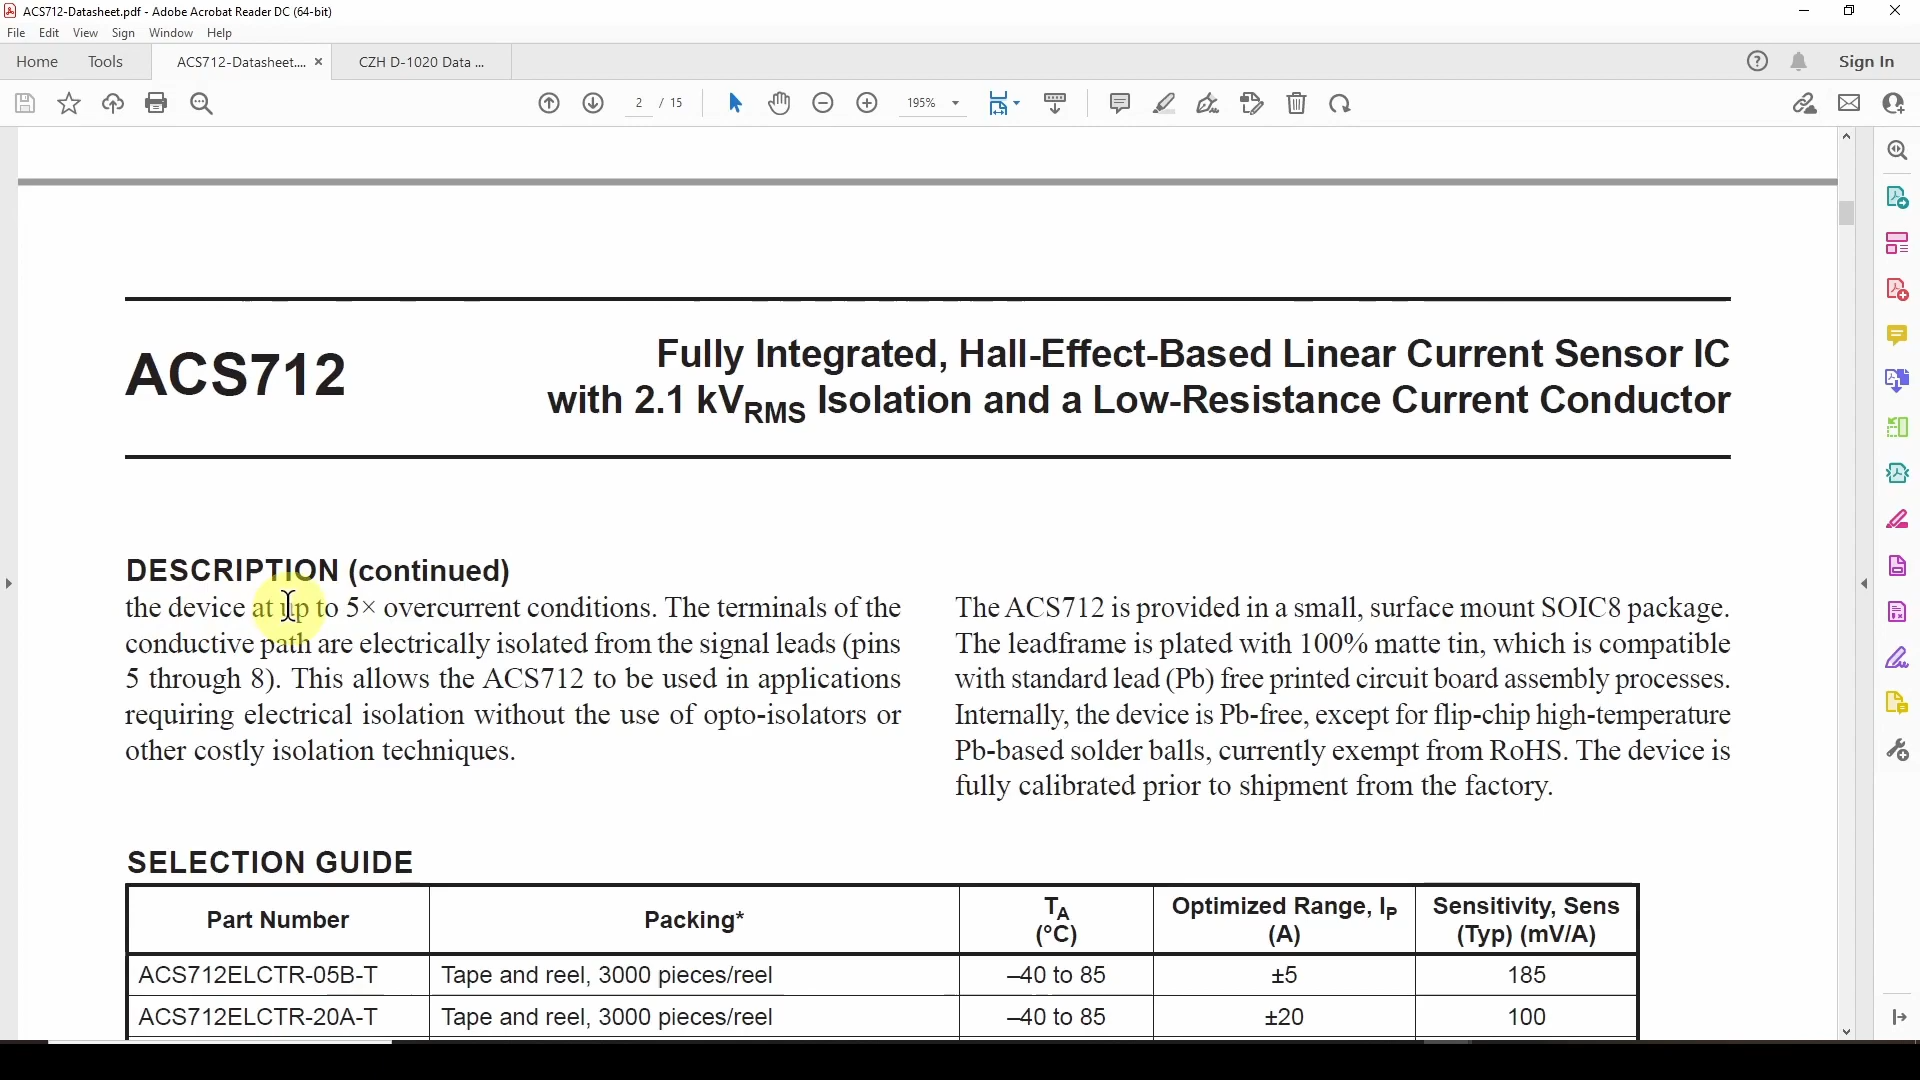 ACS712-Datasheet.pdf - Adobe Acrobat Reader DC (64-bit)
File Edit View Sign Window Help
Home Tools ACS712-Datasheet.... × CZH D-1020 Data ... Sign In
2 / 15 195%
ACS712
Fully Integrated, Hall-Effect-Based Linear Current Sensor IC
with 2.1 kVRMS Isolation and a Low-Resistance Current Conductor
DESCRIPTION (continued)
the device at up to 5× overcurrent conditions. The terminals of the
conductive path are electrically isolated from the signal leads (pins
5 through 8). This allows the ACS712 to be used in applications
requiring electrical isolation without the use of opto-isolators or
other costly isolation techniques.
The ACS712 is provided in a small, surface mount SOIC8 package.
The leadframe is plated with 100% matte tin, which is compatible
with standard lead (Pb) free printed circuit board assembly processes.
Internally, the device is Pb-free, except for flip-chip high-temperature
Pb-based solder balls, currently exempt from RoHS. The device is
fully calibrated prior to shipment from the factory.
SELECTION GUIDE
Part Number Packing* TA (°C) Optimized Range, IP (A) Sensitivity, Sens (Typ) (mV/A)
ACS712ELCTR-05B-T Tape and reel, 3000 pieces/reel –40 to 85 ±5 185
ACS712ELCTR-20A-T Tape and reel, 3000 pieces/reel –40 to 85 ±20 100